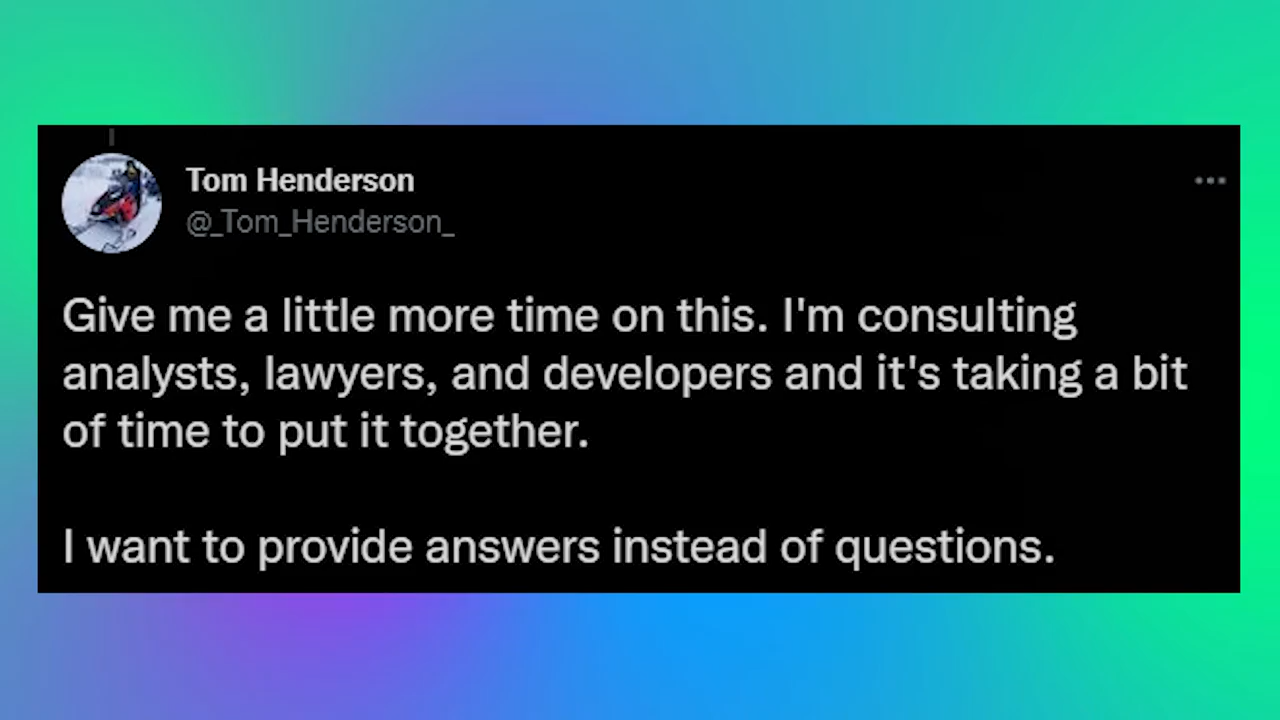 Tom Henderson
@_Tom_Henderson_
Give me a little more time on this. I'm consulting
analysts, lawyers, and developers and it's taking a bit
of time to put it together.
I want to provide answers instead of questions.